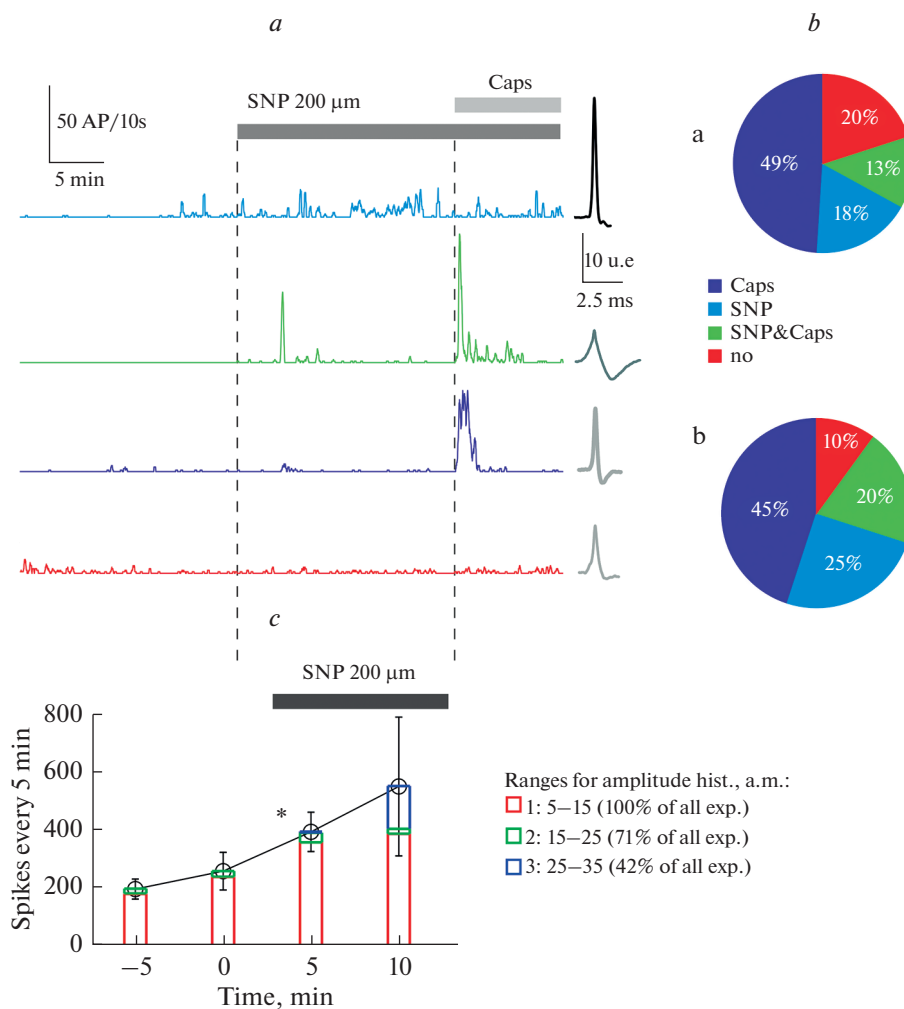 a
b
50 AP/10s
5 min
SNP 200 µm
Caps
10 u.e
2.5 ms
a
20%
13%
18%
49%
Caps
SNP
SNP&Caps
no
b
10%
20%
25%
45%
c
SNP 200 µm
Spikes every 5 min
800
600
400
200
0
*
−5
0
5
10
Time, min
Ranges for amplitude hist., a.m.:
1: 5–15 (100% of all exp.)
2: 15–25 (71% of all exp.)
3: 25–35 (42% of all exp.)